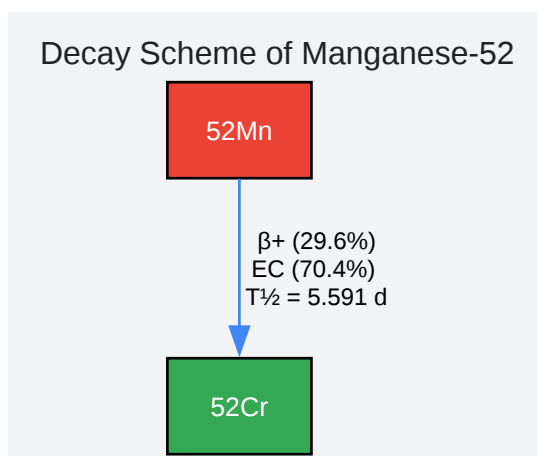 Decay Scheme of Manganese-52
52Mn
β+ (29.6%)
EC (70.4%)
T½ = 5.591 d
52Cr